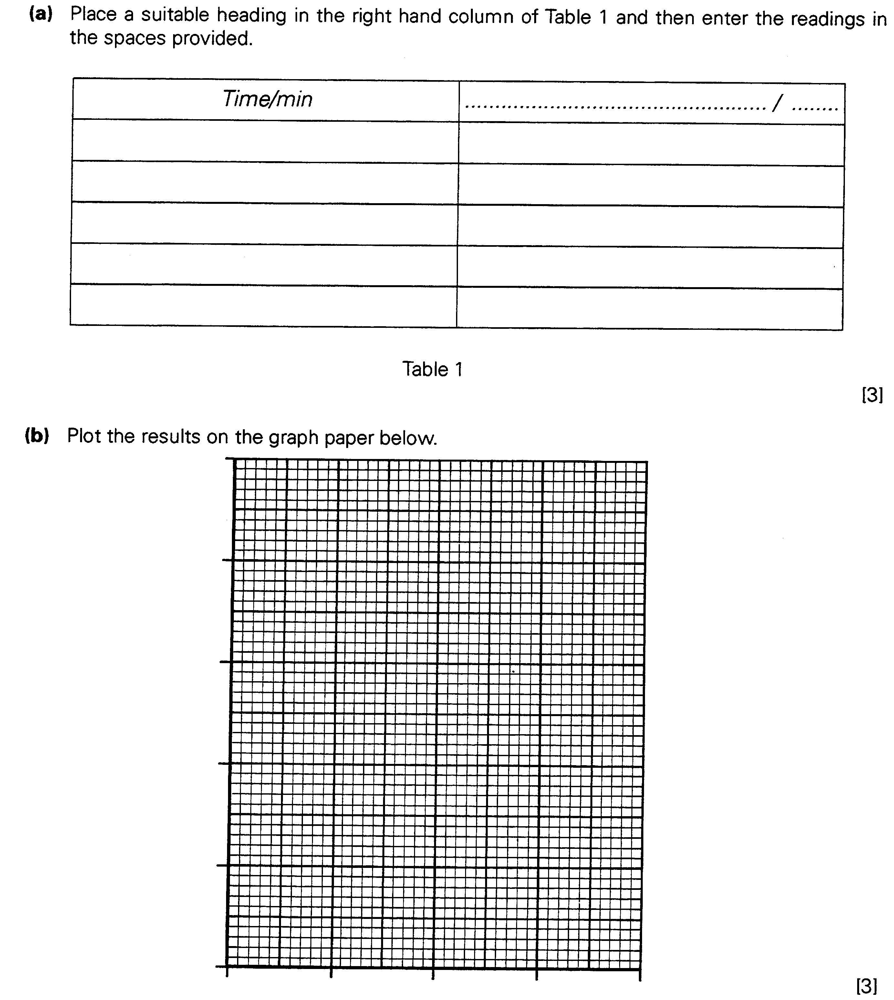 (a) Place a suitable heading in the right hand column of Table 1 and then enter the readings in
the spaces provided.
Time/min
.................................................. / ........
Table 1
[3]
(b) Plot the results on the graph paper below.
[3]